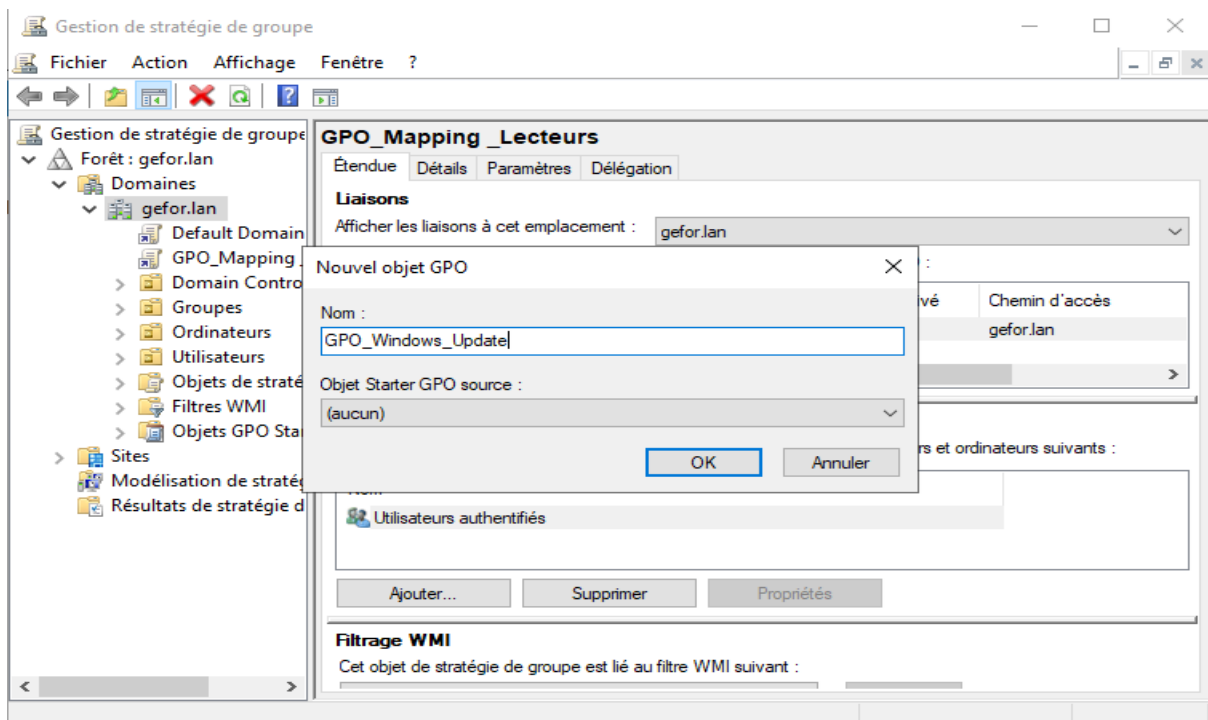 Gestion de stratégie de groupe
Fichier Action Affichage Fenêtre ?
Gestion de stratégie de groupe
Forêt : gefor.lan
Domaines
gefor.lan
Default Domain
GPO_Mapping _
Domain Contro
Groupes
Ordinateurs
Utilisateurs
Objets de straté
Filtres WMI
Objets GPO Star
Sites
Modélisation de stratég
Résultats de stratégie d
GPO_Mapping _Lecteurs
Étendue Détails Paramètres Délégation
Liaisons
Afficher les liaisons à cet emplacement : gefor.lan
:
vé Chemin d'accès
gefor.lan
rs et ordinateurs suivants :
Utilisateurs authentifiés
Ajouter... Supprimer Propriétés
Filtrage WMI
Cet objet de stratégie de groupe est lié au filtre WMI suivant :
Nouvel objet GPO
Nom :
GPO_Windows_Update
Objet Starter GPO source :
(aucun)
OK Annuler